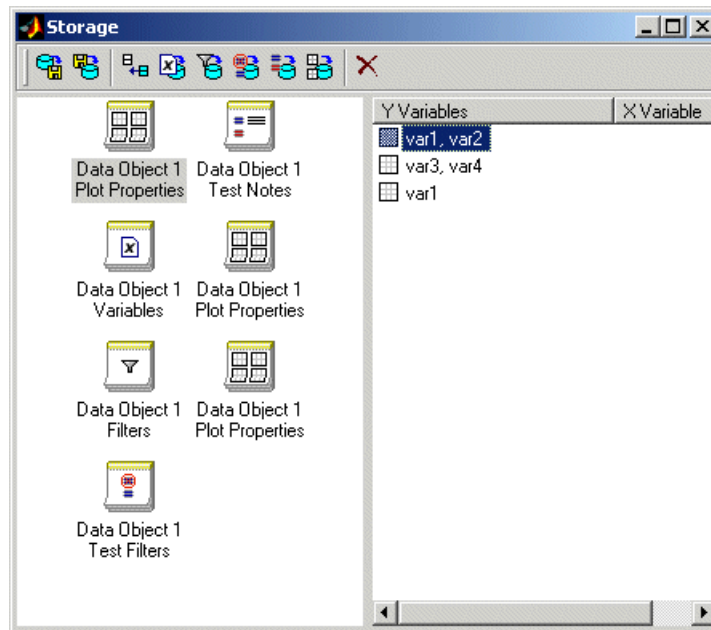 Storage
Data Object 1
Plot Properties
Data Object 1
Test Notes
Data Object 1
Variables
Data Object 1
Plot Properties
Data Object 1
Filters
Data Object 1
Plot Properties
Data Object 1
Test Filters
Y Variables
X Variable
var1, var2
var3, var4
var1